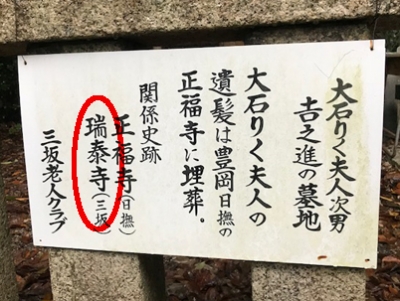 大石りく夫人次男
吉之進の墓地
大石りく夫人の
遺髪は豊岡日撫の
正福寺に埋葬。
関係史跡
正福寺(日撫)
瑞泰寺(三坂)
三坂老人クラブ